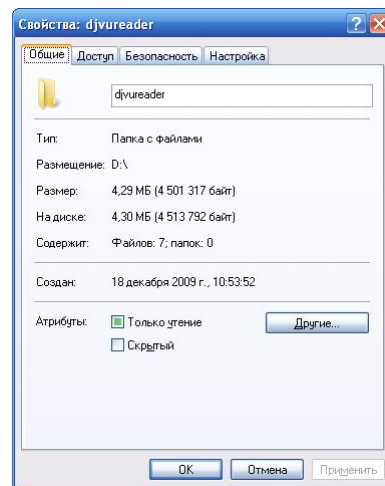 Свойства: djvureader
Общие Доступ Безопасность Настройка
djvureader
Тип: Папка с файлами
Размещение: D:\
Размер: 4,29 МБ (4 501 317 байт)
На диске: 4,30 МБ (4 513 792 байт)
Содержит: Файлов: 7; папок: 0
Создан: 18 декабря 2009 г., 10:53:52
Атрибуты: Только чтение Другие...
Скрытый
OK Отмена Применить